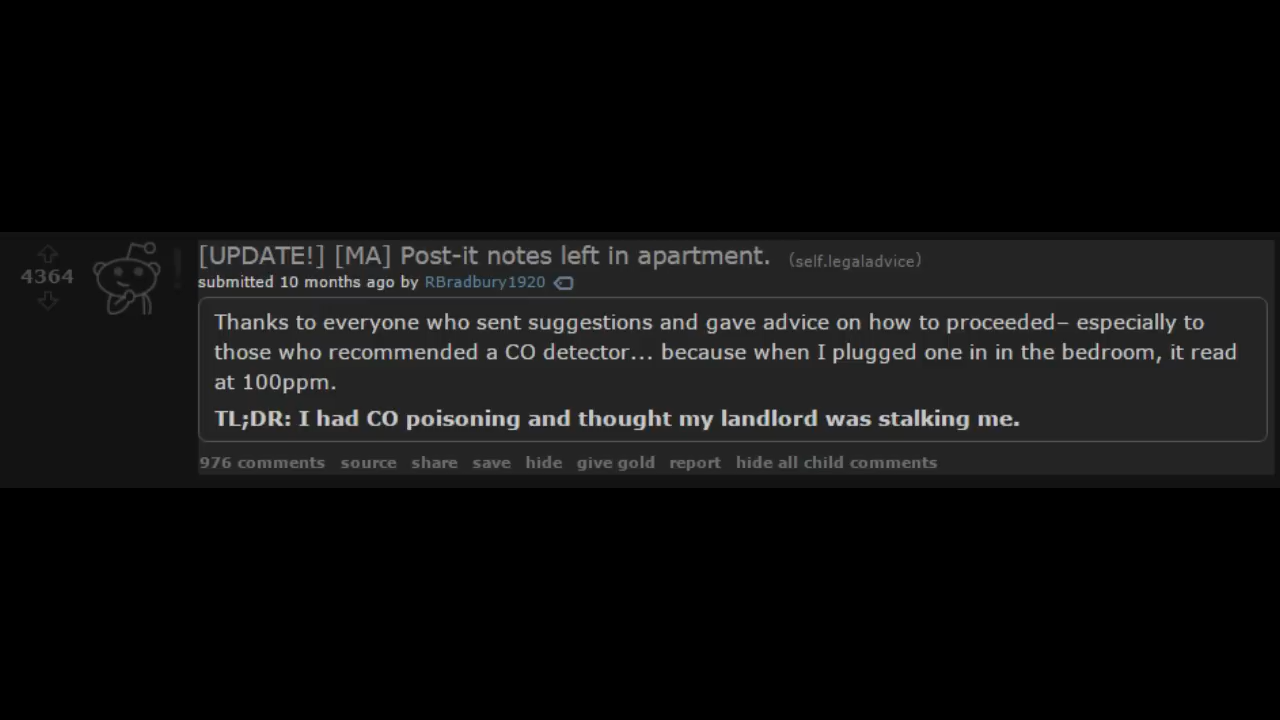 [UPDATE!] [MA] Post-it notes left in apartment. (self.legaladvice)
4364
submitted 10 months ago by RBradbury1920
Thanks to everyone who sent suggestions and gave advice on how to proceeded– especially to
those who recommended a CO detector... because when I plugged one in in the bedroom, it read
at 100ppm.
TL;DR: I had CO poisoning and thought my landlord was stalking me.
976 comments source share save hide give gold report hide all child comments